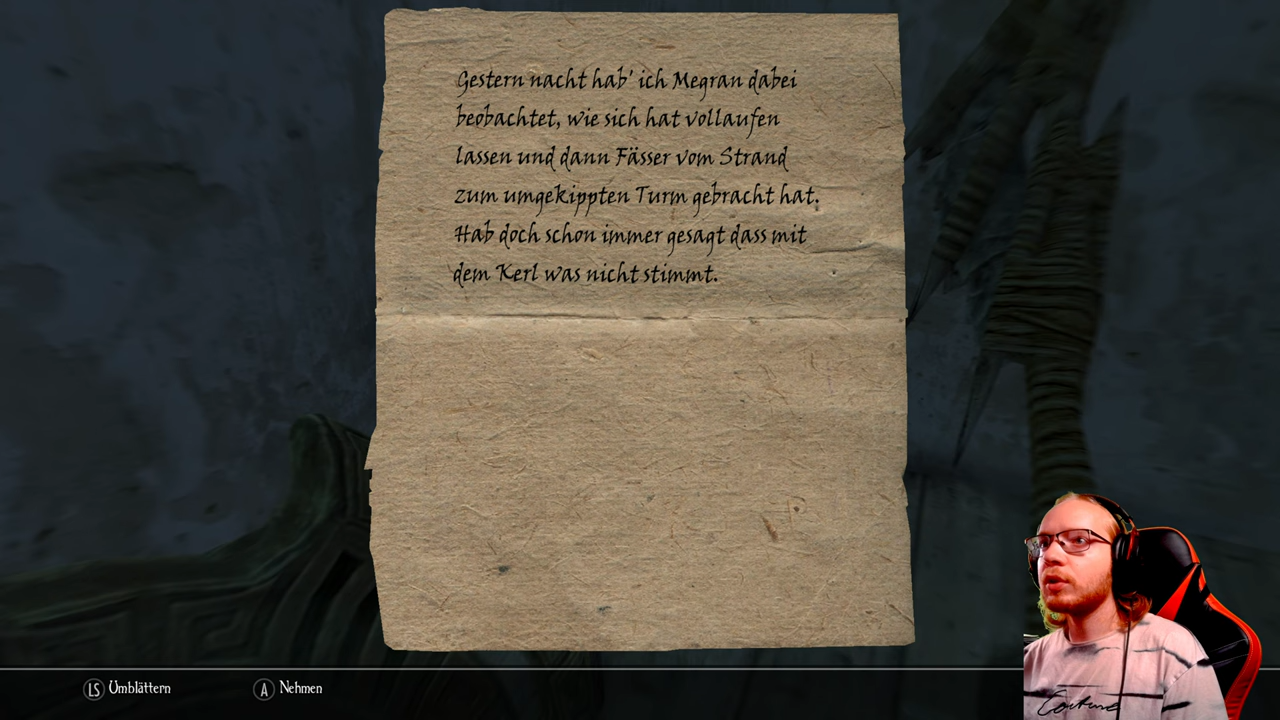 Gestern nacht hab' ich Megran dabei
beobachtet, wie sich hat vollaufen
lassen und dann Fässer vom Strand
zum umgekippten Turm gebracht hat.
Hab doch schon immer gesagt dass mit
dem Kerl was nicht stimmt.
LS Umblättern
A Nehmen